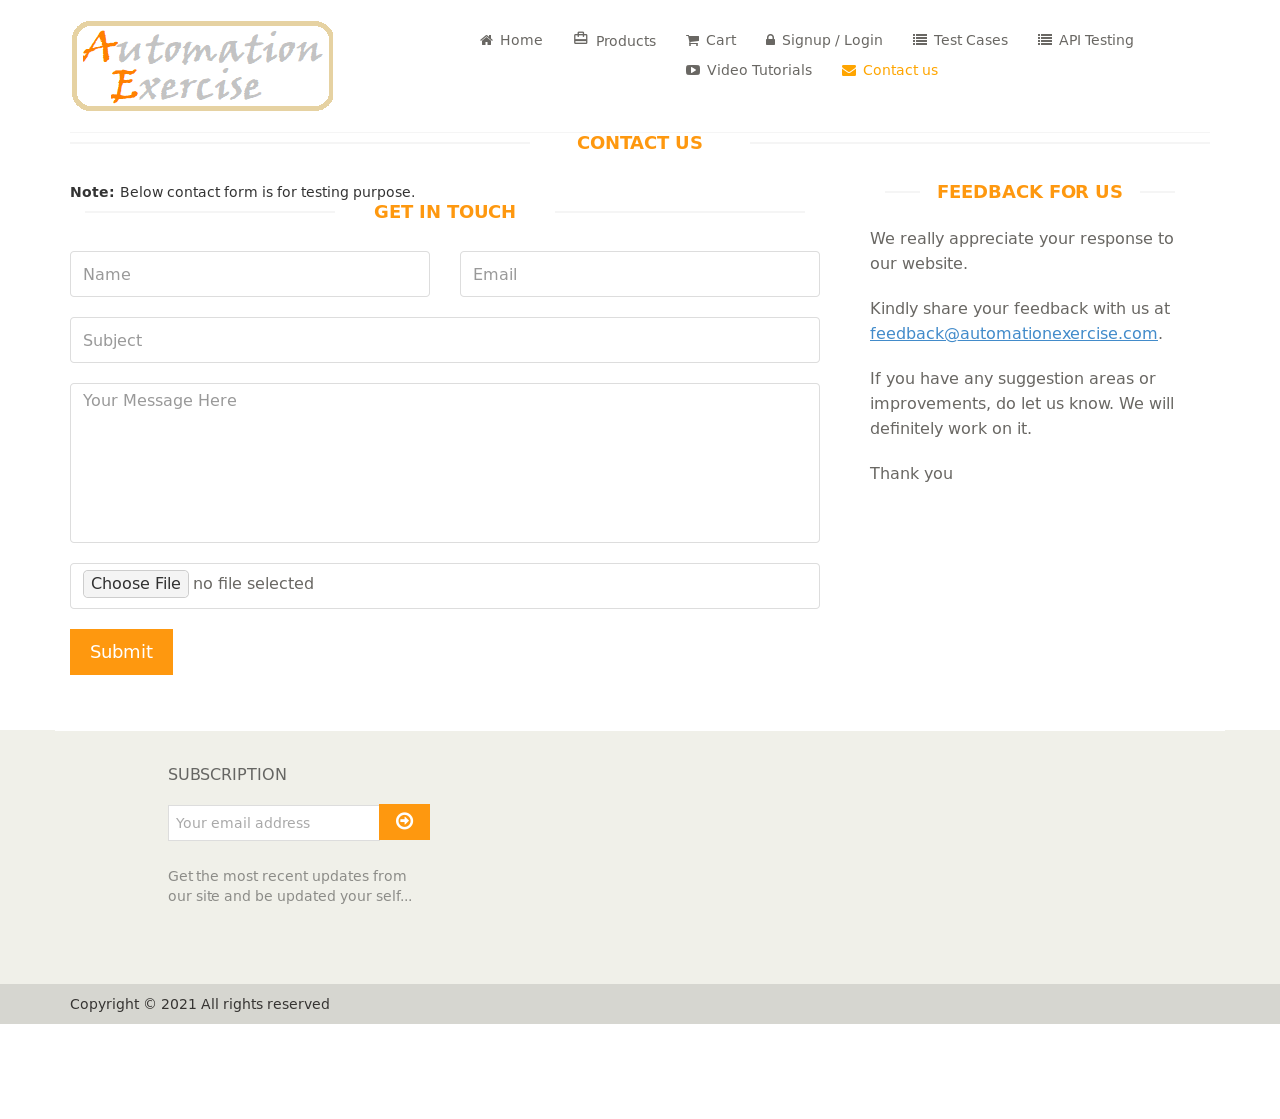 Automation
Exercise
Home
Products
Cart
Signup / Login
Test Cases
API Testing
Video Tutorials
Contact us
CONTACT US
Note: Below contact form is for testing purpose.
GET IN TOUCH
Name
Email
Subject
Your Message Here
Choose File no file selected
Submit
FEEDBACK FOR US
We really appreciate your response to
our website.
Kindly share your feedback with us at
feedback@automationexercise.com.
If you have any suggestion areas or
improvements, do let us know. We will
definitely work on it.
Thank you
SUBSCRIPTION
Your email address
Get the most recent updates from
our site and be updated your self...
Copyright © 2021 All rights reserved